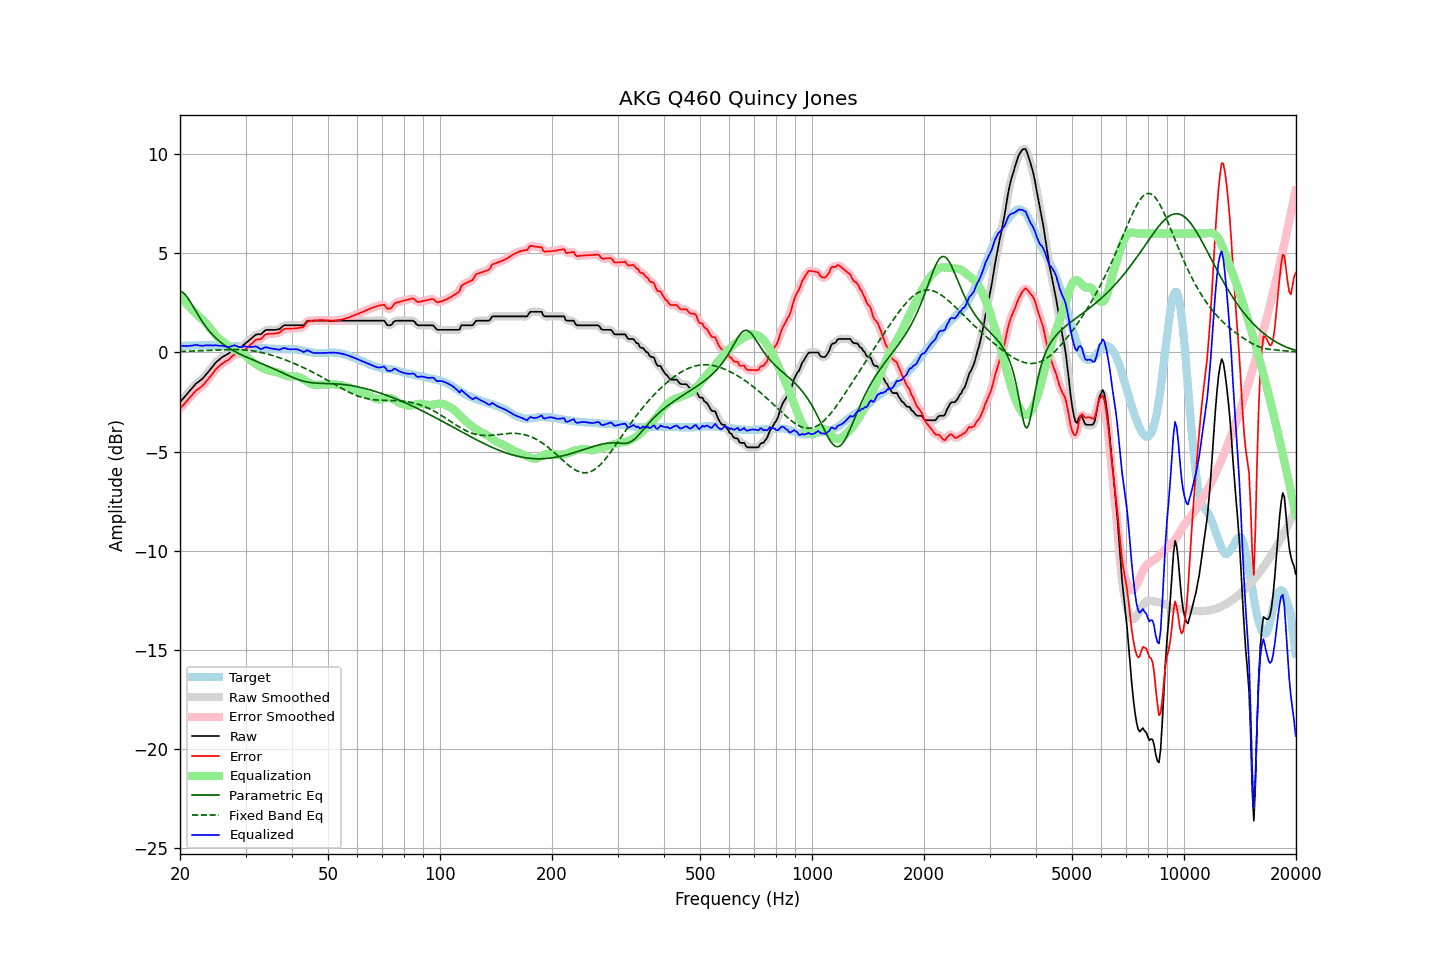 AKG Q460 Quincy Jones
Amplitude (dBr)
10
5
0
−5
−10
−15
−20
−25
Target
Raw Smoothed
Error Smoothed
Raw
Error
Equalization
Parametric Eq
Fixed Band Eq
Equalized
20 50 100 200 500 1000 2000 5000 10000 20000
Frequency (Hz)